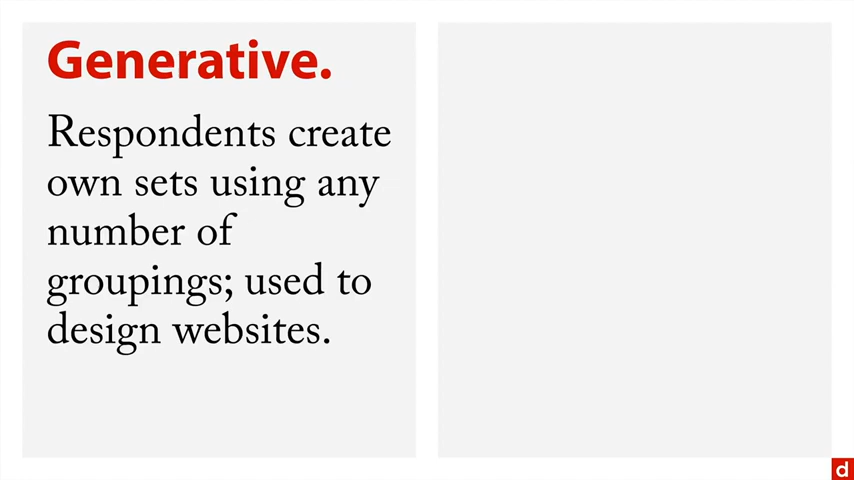 Generative.
Respondents create
own sets using any
number of
groupings; used to
design websites.
d